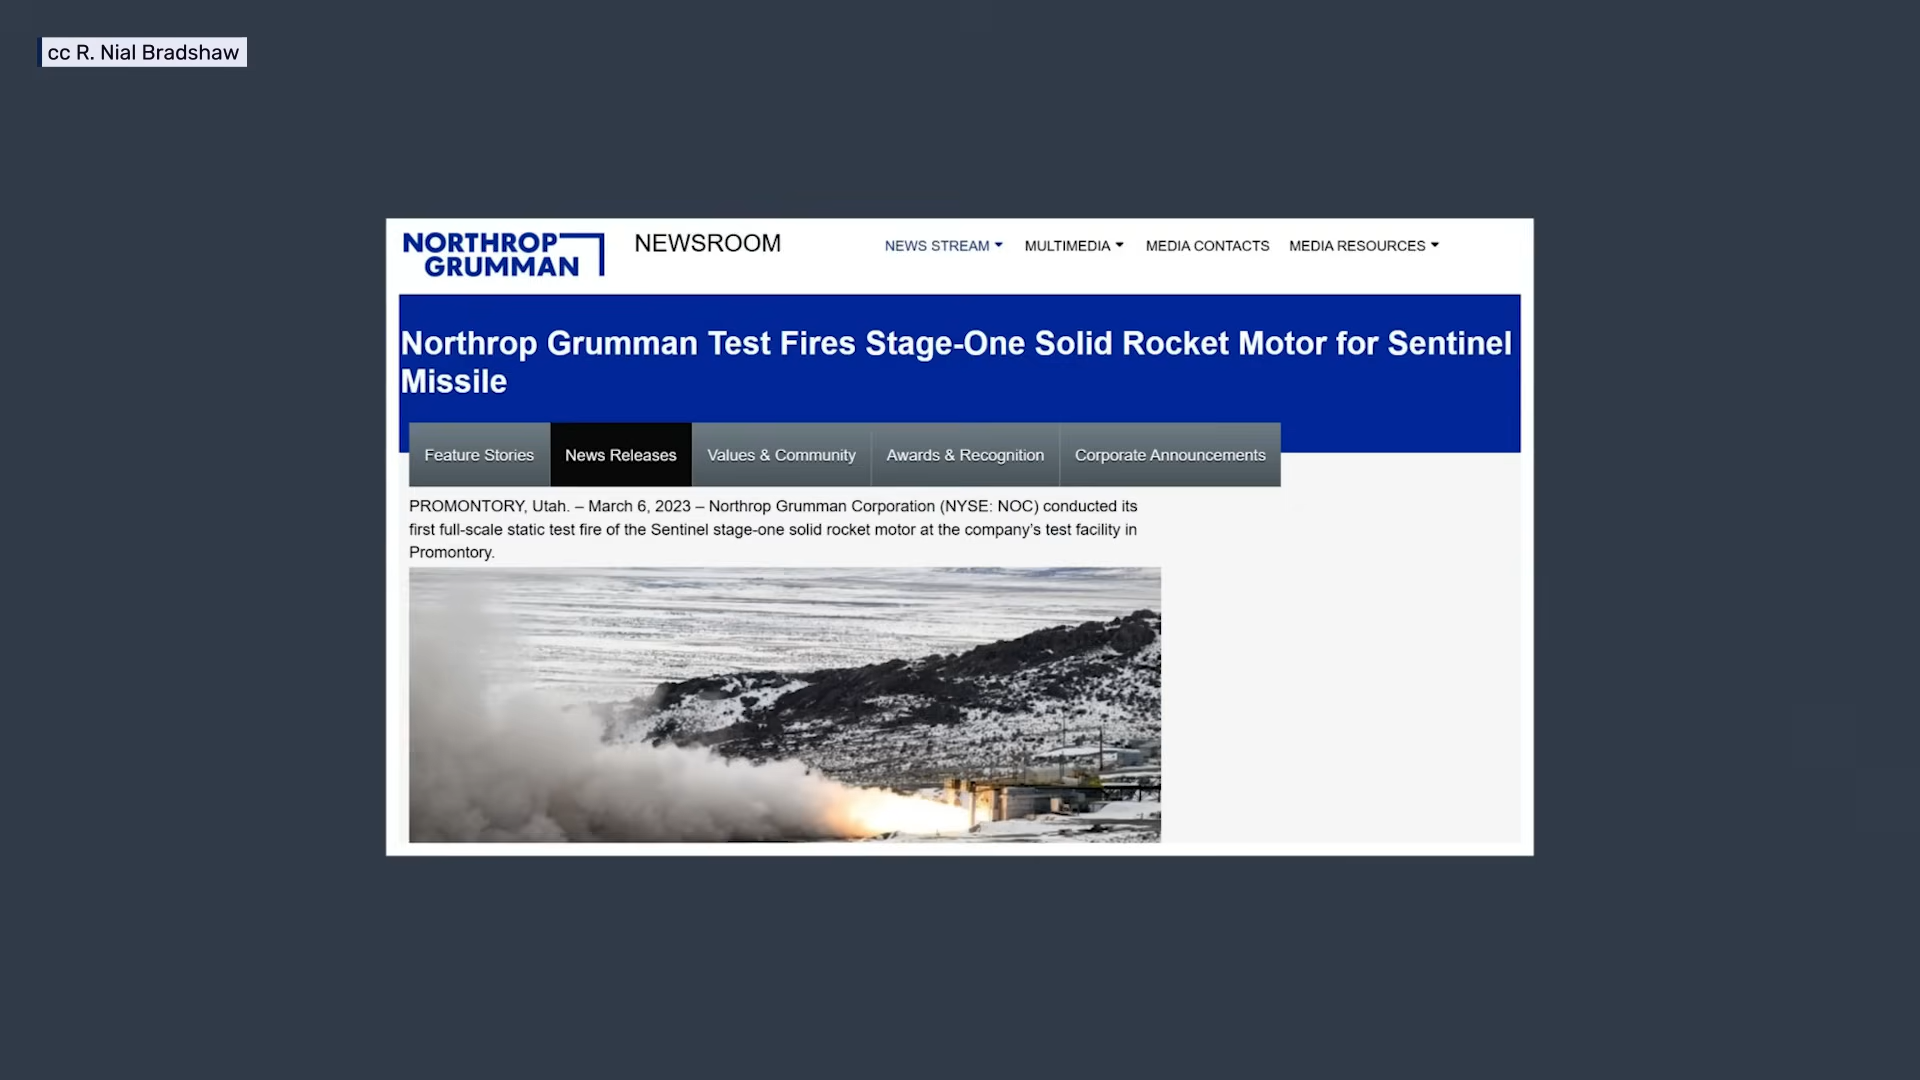 cc R. Nial Bradshaw
NORTHROP
GRUMMAN
NEWSROOM
NEWS STREAM
MULTIMEDIA
MEDIA CONTACTS
MEDIA RESOURCES
Northrop Grumman Test Fires Stage-One Solid Rocket Motor for Sentinel
Missile
Feature Stories
News Releases
Values & Community
Awards & Recognition
Corporate Announcements
PROMONTORY, Utah. – March 6, 2023 – Northrop Grumman Corporation (NYSE: NOC) conducted its
first full-scale static test fire of the Sentinel stage-one solid rocket motor at the company’s test facility in
Promontory.